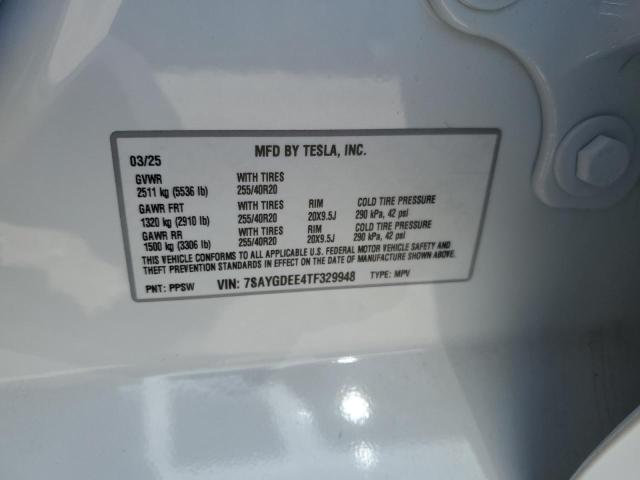 MFD BY TESLA, INC.
03/25
GVWR WITH TIRES
2511 kg (5536 lb) 255/40R20
GAWR FRT WITH TIRES RIM COLD TIRE PRESSURE
1320 kg (2910 lb) 255/40R20 20X9.5J 290 kPa, 42 psi
GAWR RR WITH TIRES RIM COLD TIRE PRESSURE
1500 kg (3306 lb) 255/40R20 20X9.5J 290 kPa, 42 psi
THIS VEHICLE CONFORMS TO ALL APPLICABLE U.S. FEDERAL MOTOR VEHICLE SAFETY AND
THEFT PREVENTION STANDARDS IN EFFECT ON THE DATE OF MANUFACTURE SHOWN ABOVE.
PNT: PPSW VIN: 7SAYGDEE4TF329948 TYPE: MPV